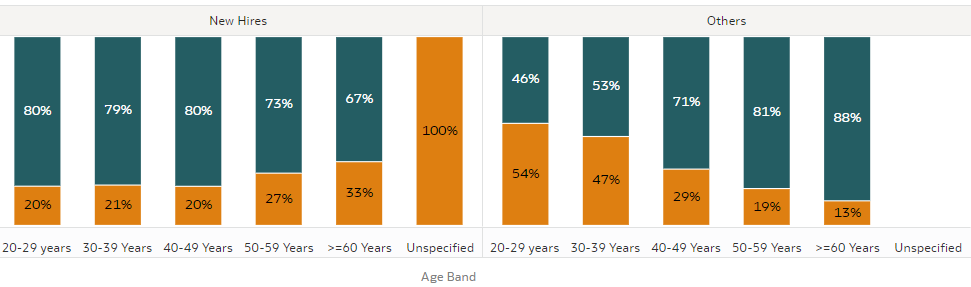 New Hires Others
80% 79% 80% 73% 67% 100% 46% 53% 71% 81% 88%
20% 21% 20% 27% 33% 54% 47% 29% 19% 13%
20-29 years 30-39 Years 40-49 Years 50-59 Years >=60 Years Unspecified 20-29 years 30-39 Years 40-49 Years 50-59 Years >=60 Years Unspecified
Age Band